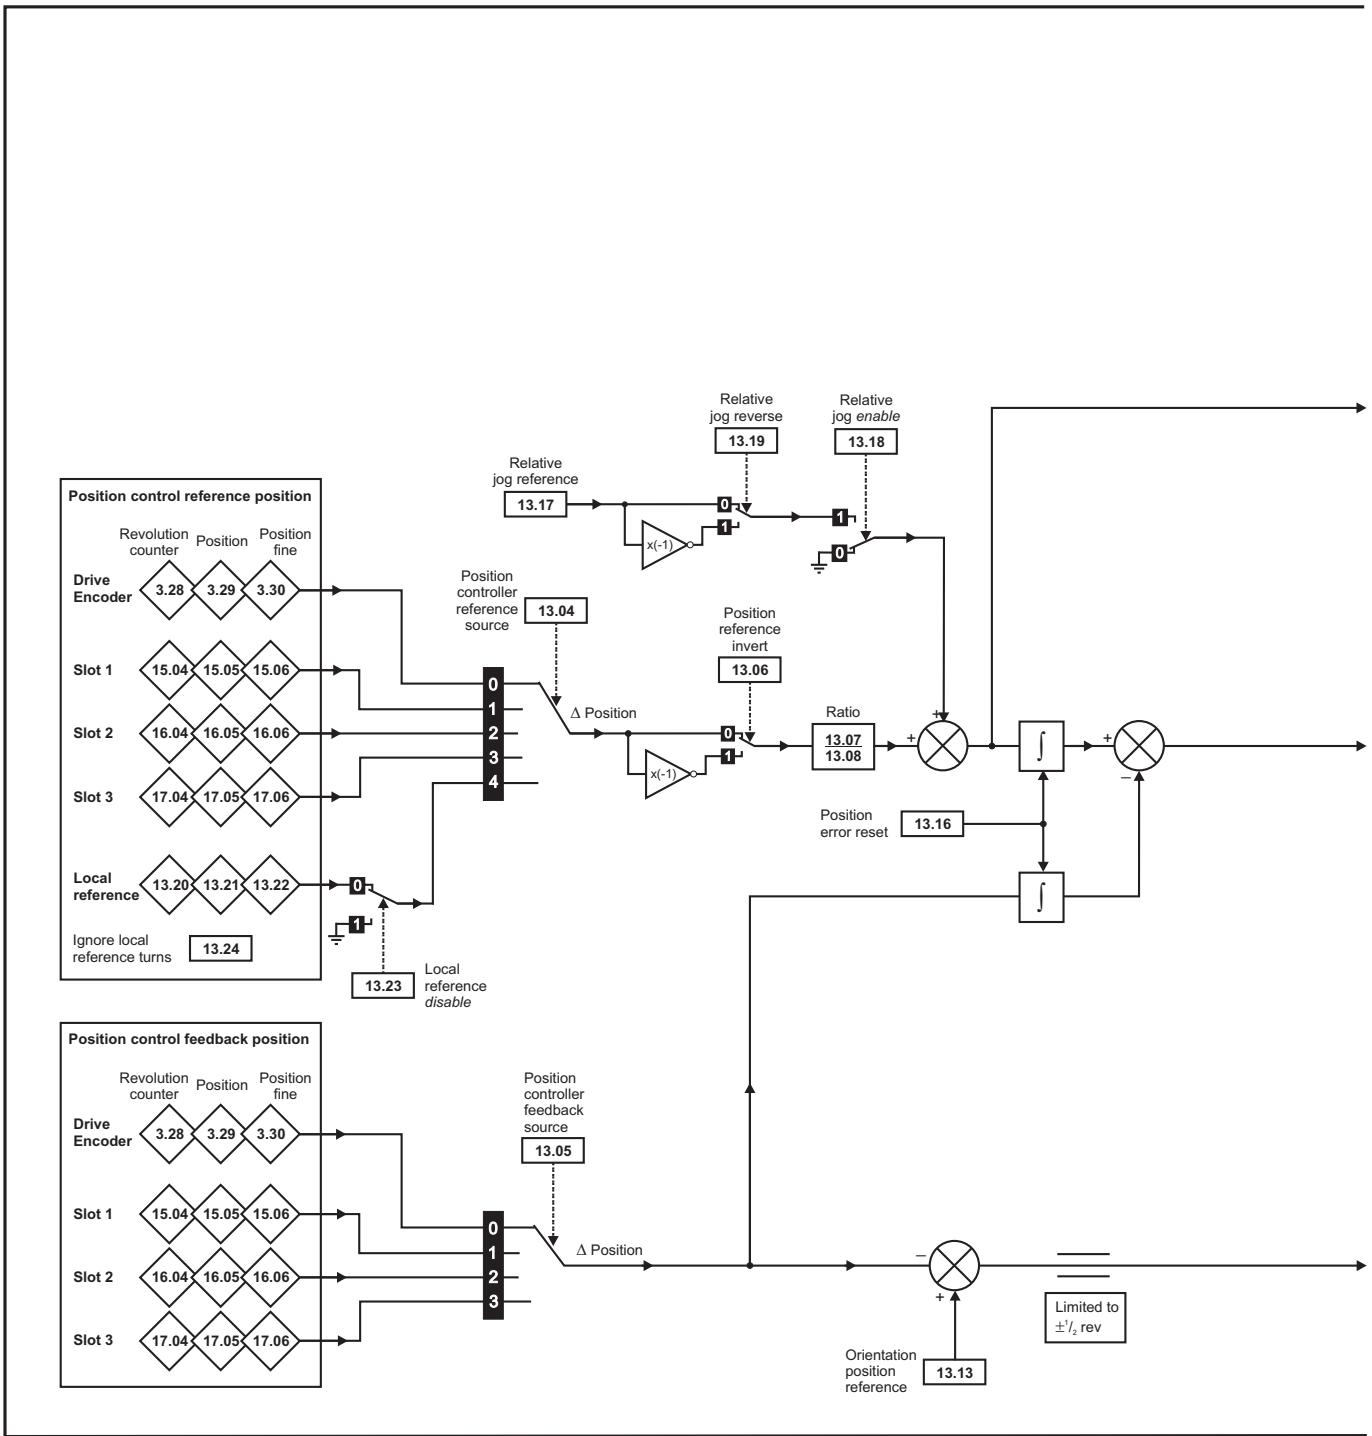 Relative
jog reverse
13.19
Relative
jog enable
13.18
Relative
jog reference
13.17
0
1
x(-1)
1
0
Position control reference position
Revolution
counter
Position
Position
fine
Drive
Encoder
3.28
3.29
3.30
Slot 1
15.04
15.05
15.06
Slot 2
16.04
16.05
16.06
Slot 3
17.04
17.05
17.06
Local
reference
13.20
13.21
13.22
Ignore local
reference turns
13.24
0
1
13.23
Local
reference
disable
Position
controller
reference
source
13.04
0
1
2
3
4
Δ Position
x(-1)
Position
reference
invert
13.06
0
1
Ratio
13.07
13.08
+
+
∫
+
−
Position
error reset
13.16
∫
Position control feedback position
Revolution
counter
Position
Position
fine
Drive
Encoder
3.28
3.29
3.30
Slot 1
15.04
15.05
15.06
Slot 2
16.04
16.05
16.06
Slot 3
17.04
17.05
17.06
Position
controller
feedback
source
13.05
0
1
2
3
Δ Position
−
+
Limited to
±1/2 rev
Orientation
position
reference
13.13